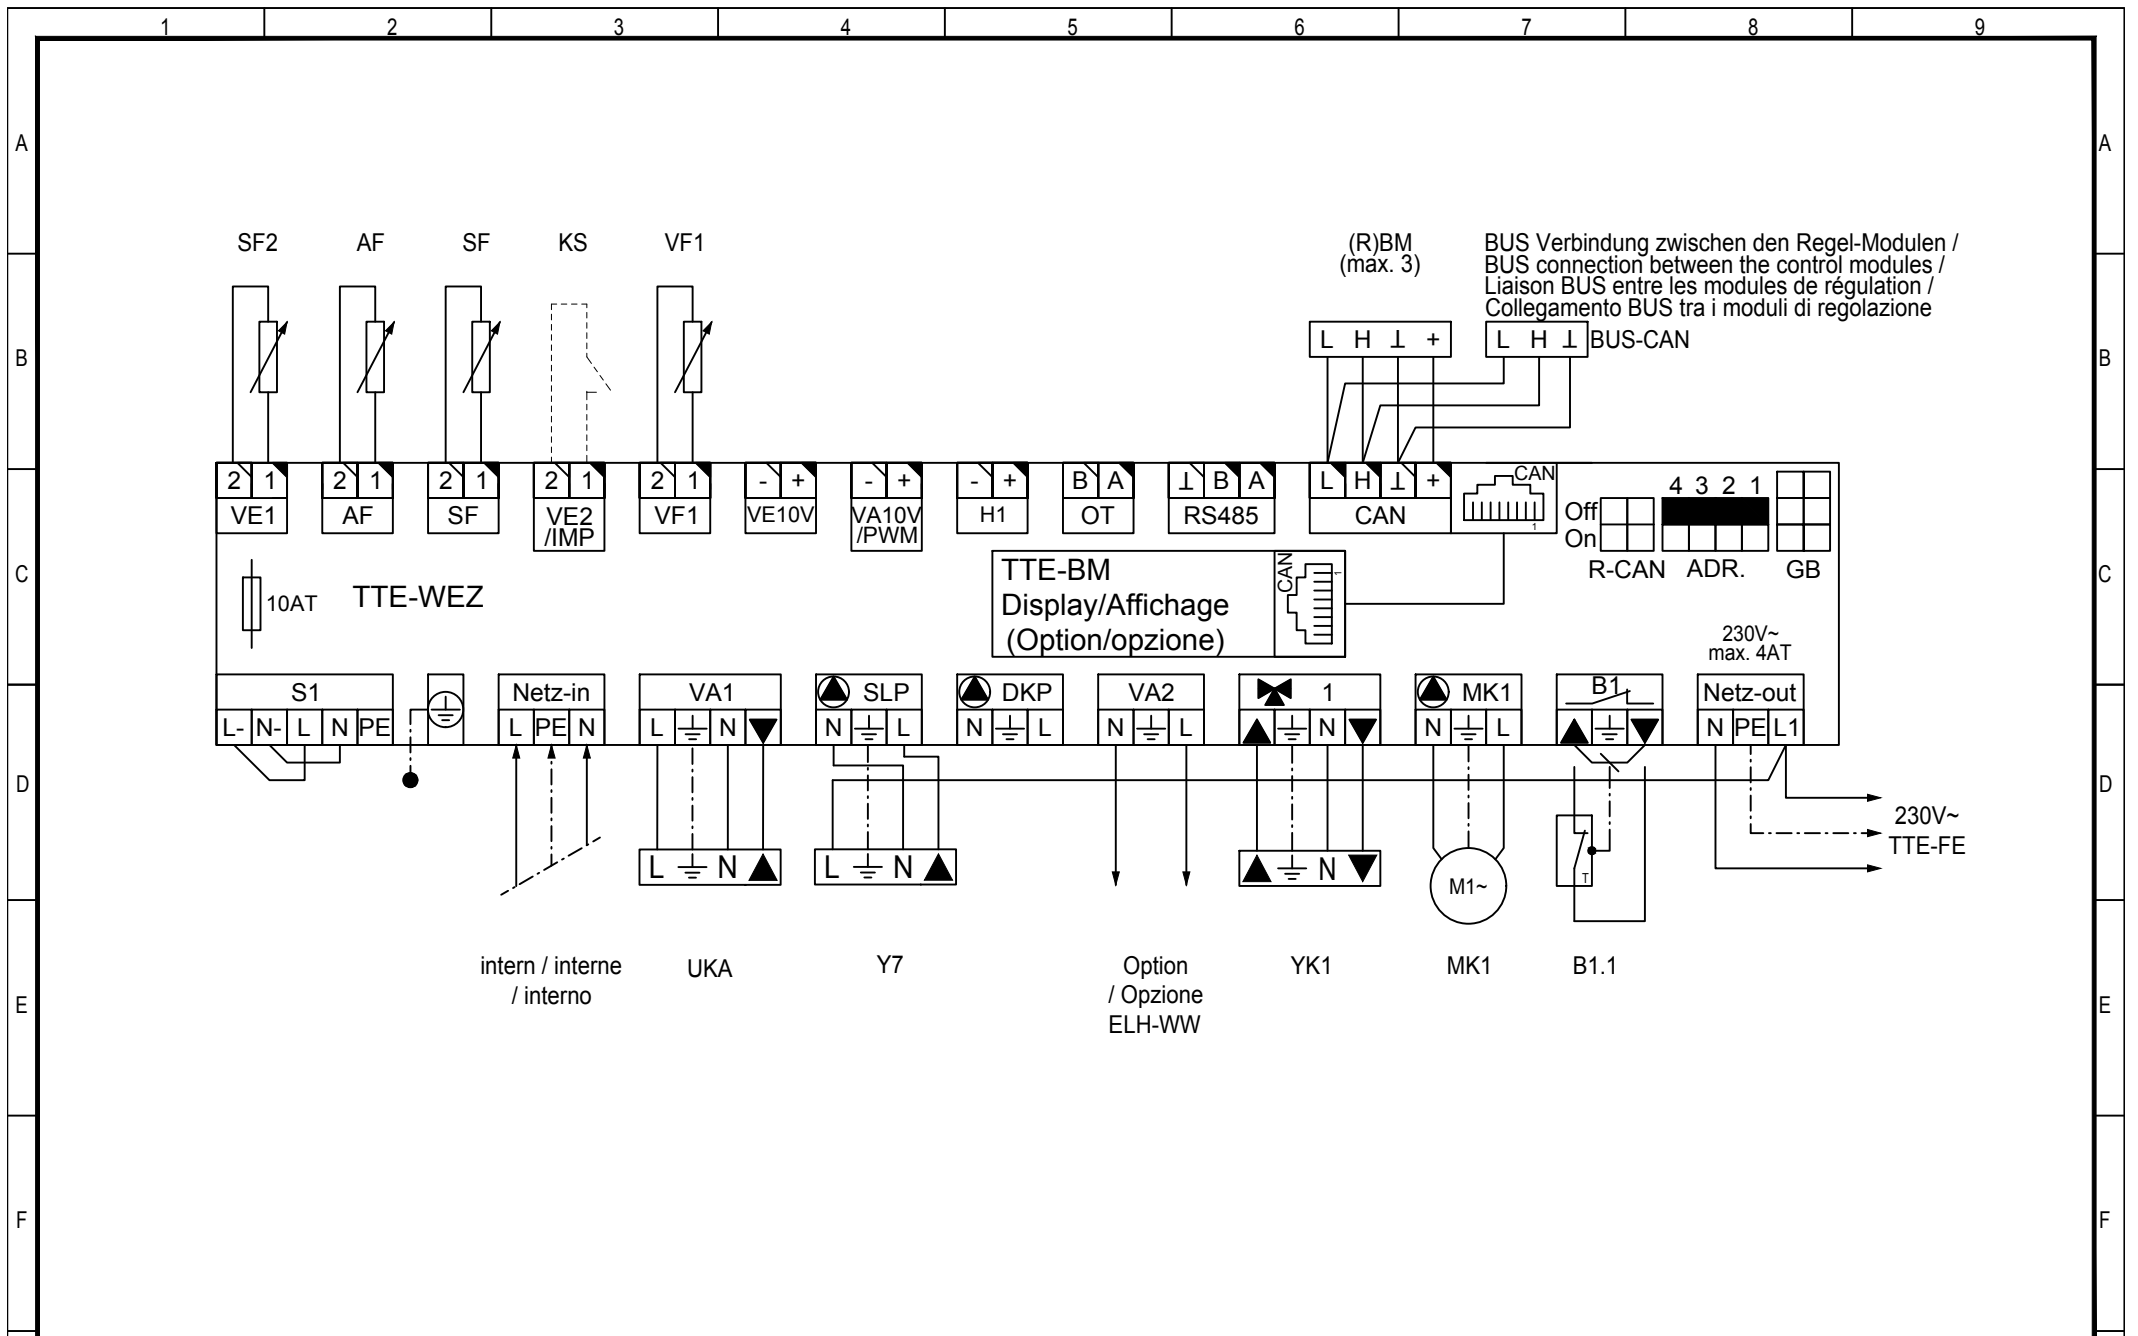 1 2 3 4 5 6 7 8 9
A A
SF2 AF SF KS VF1 (R)BM BUS Verbindung zwischen den Regel-Modulen /
(max. 3) BUS connection between the control modules /
Liaison BUS entre les modules de régulation /
Collegamento BUS tra i moduli di regolazione
B L H ⊥ + L H ⊥ BUS-CAN B
2 1 2 1 2 1 2 1 2 1 - + - + - + B A ⊥ B A L H ⊥ + CAN 4 3 2 1
VE1 AF SF VE2 VF1 VE10V VA10V H1 OT RS485 CAN 1 Off
/IMP /PWM On
C TTE-BM CAN 1 R-CAN ADR. GB C
10AT TTE-WEZ Display/Affichage
(Option/opzione) 230V~
max. 4AT
S1 Netz-in VA1 SLP DKP VA2 1 MK1 B1 Netz-out
L- N- L N PE L PE N L N N L N L N L N N L N PE L1
D D
230V~
TTE-FE
L N L N N M1~ T
intern / interne UKA Y7 Option YK1 MK1 B1.1
/ interno / Opzione
ELH-WW
E E
F F